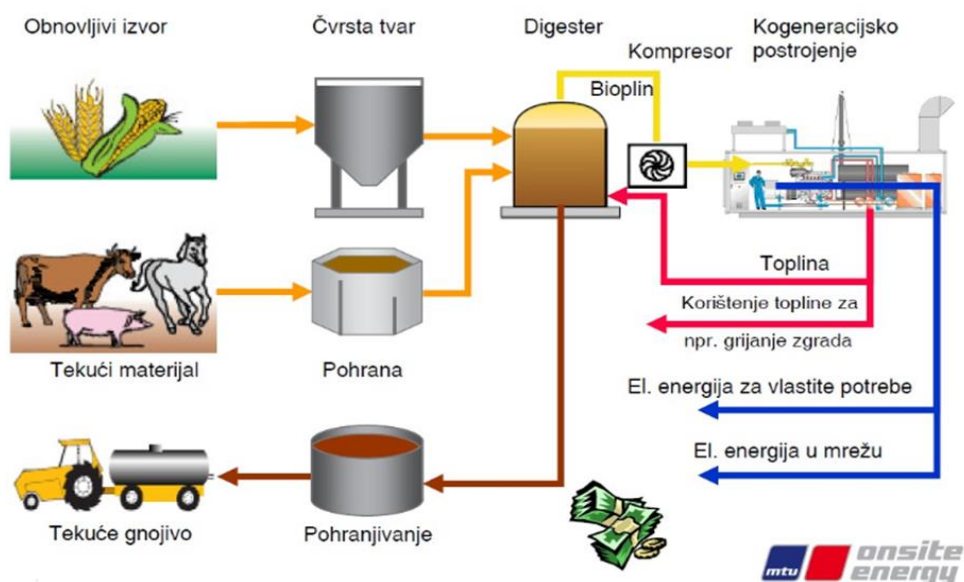 Obnovljivi izvor
Čvrsta tvar
Digester
Kompresor
Kogeneracijsko
postrojenje
Bioplin
Toplina
Korištenje topline za
npr. grijanje zgrada
Tekući materijal
Pohrana
El. energija za vlastite potrebe
El. energija u mrežu
Tekuće gnojivo
Pohranjivanje
mtu
onsite
energy